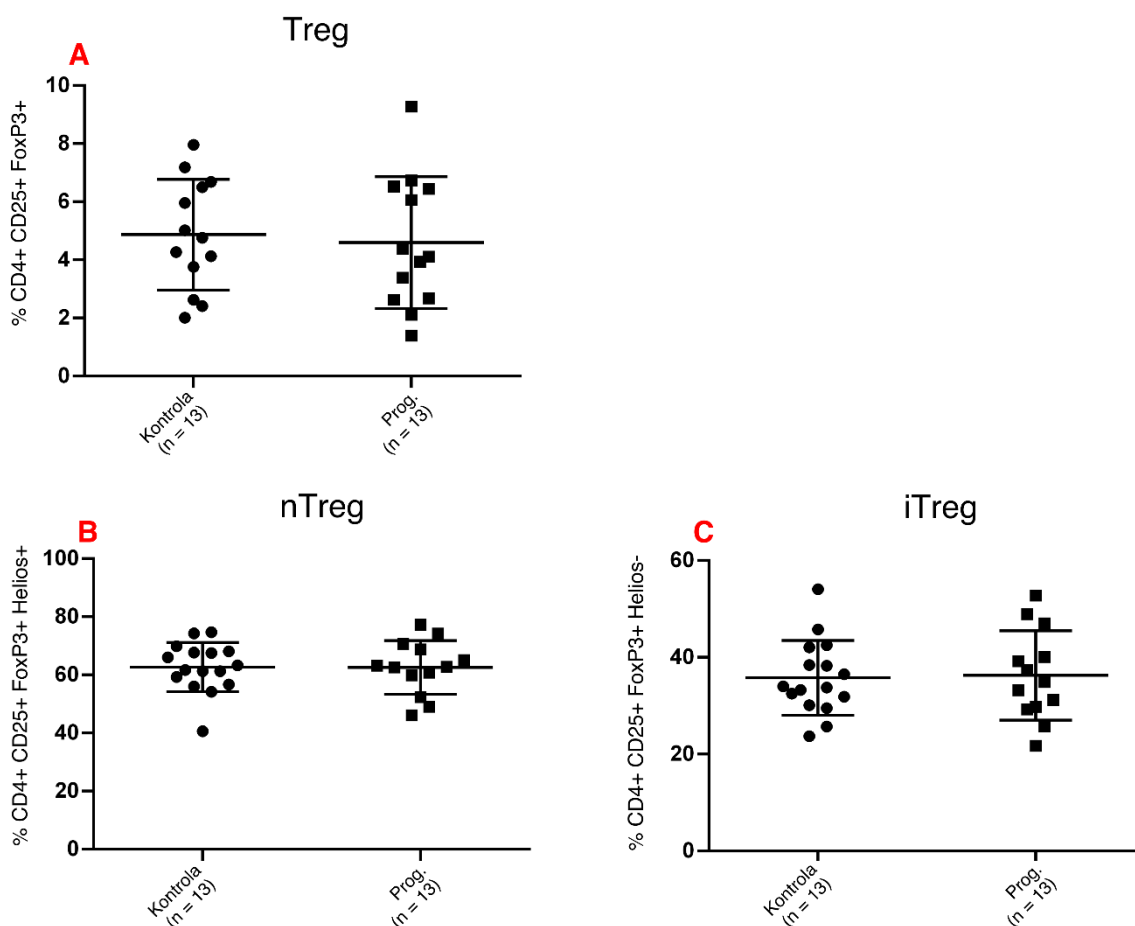 Treg
A
% CD4+ CD25+ FoxP3+
10
8
6
4
2
0
Kontrola
(n = 13)
Prog.
(n = 13)
nTreg
B
% CD4+ CD25+ FoxP3+ Helios+
100
80
60
40
20
0
Kontrola
(n = 13)
Prog.
(n = 13)
iTreg
C
% CD4+ CD25+ FoxP3+ Helios-
60
40
20
0
Kontrola
(n = 13)
Prog.
(n = 13)